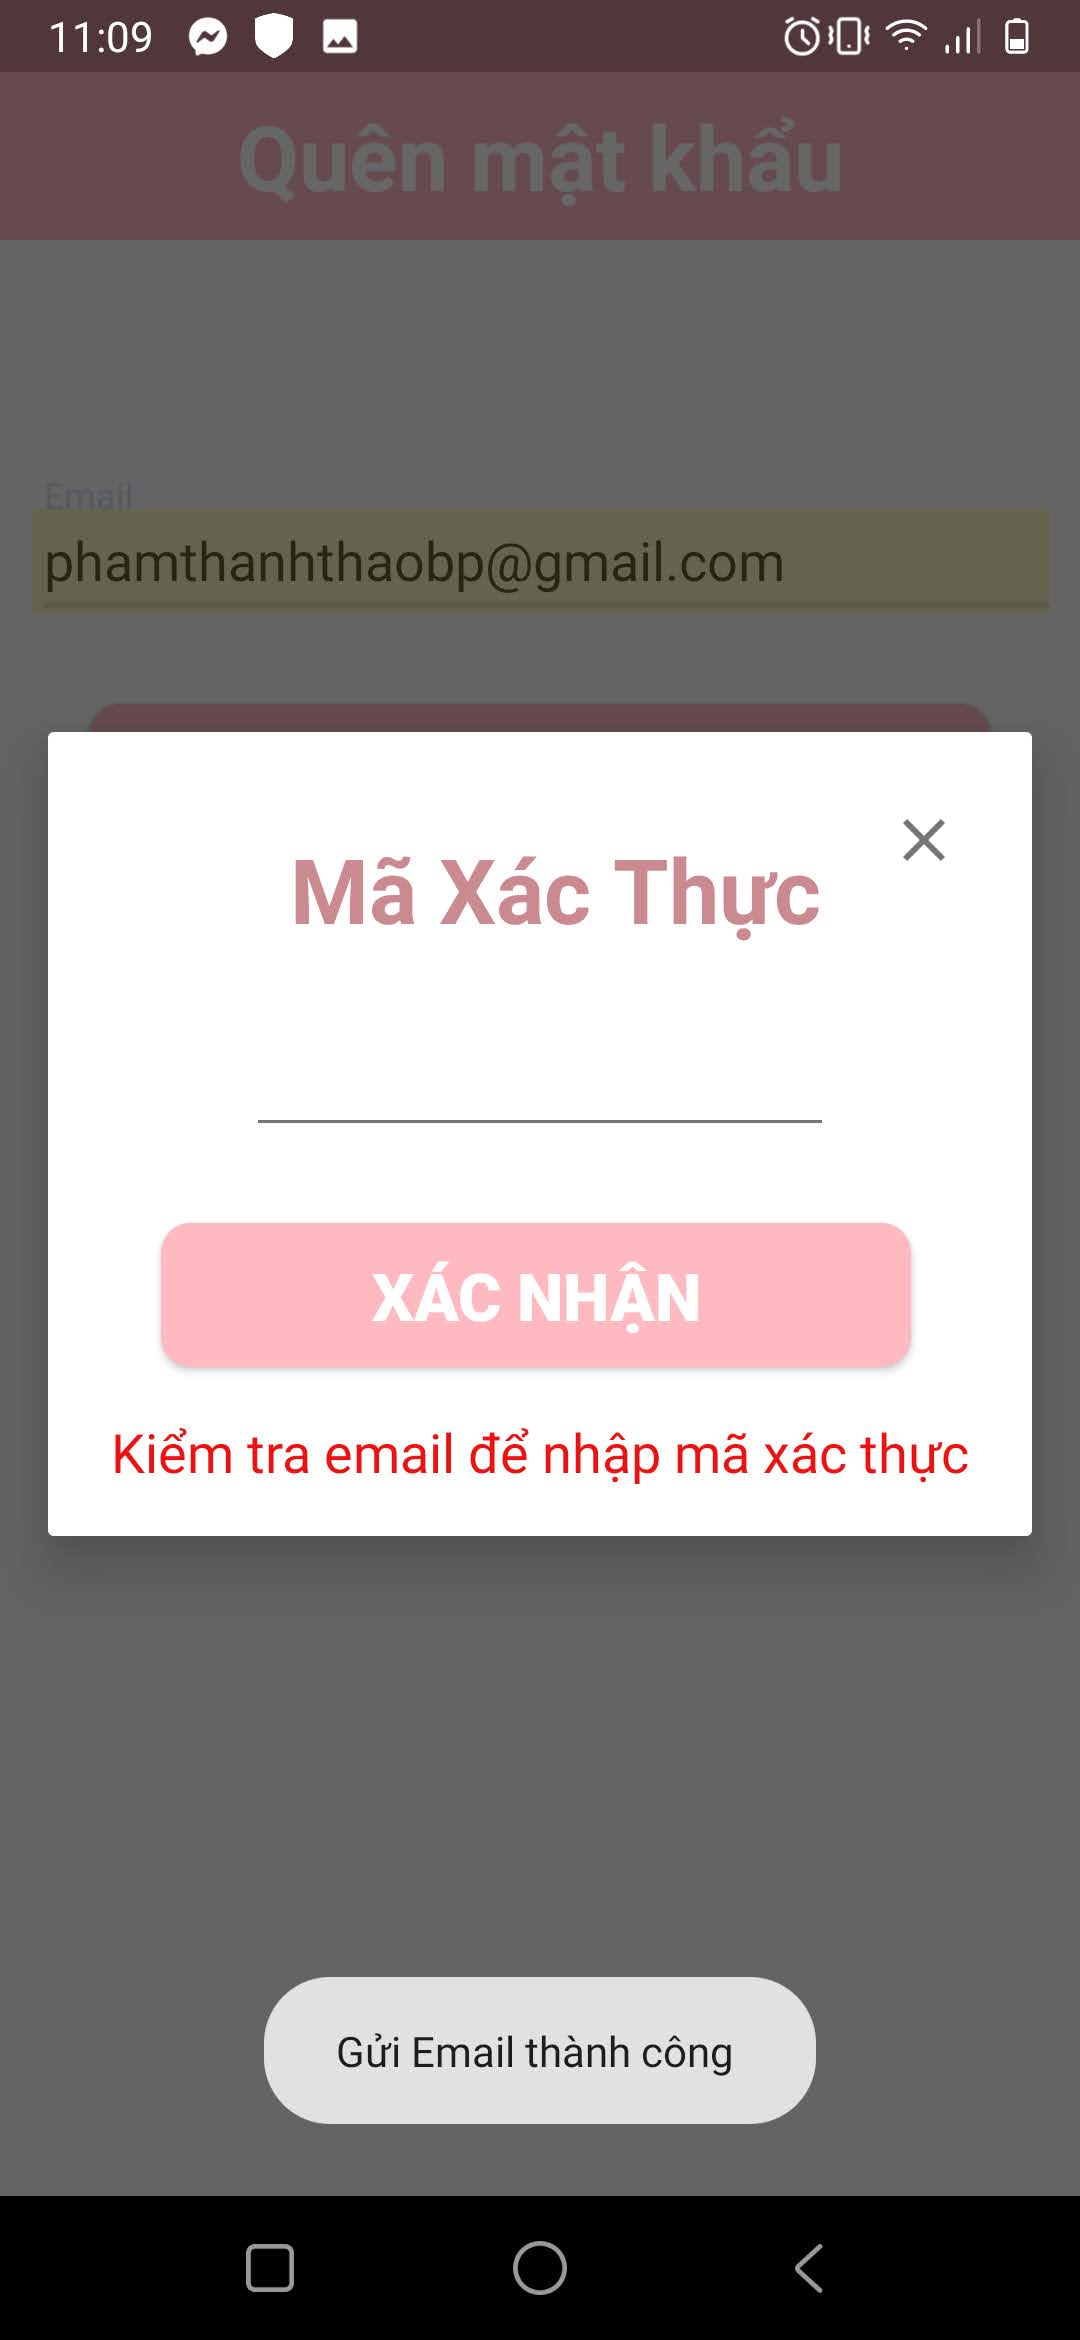 11:09
Quên mật khẩu
Email
phamthanhthaobp@gmail.com
Mã Xác Thực
XÁC NHẬN
Kiểm tra email để nhập mã xác thực
Gửi Email thành công